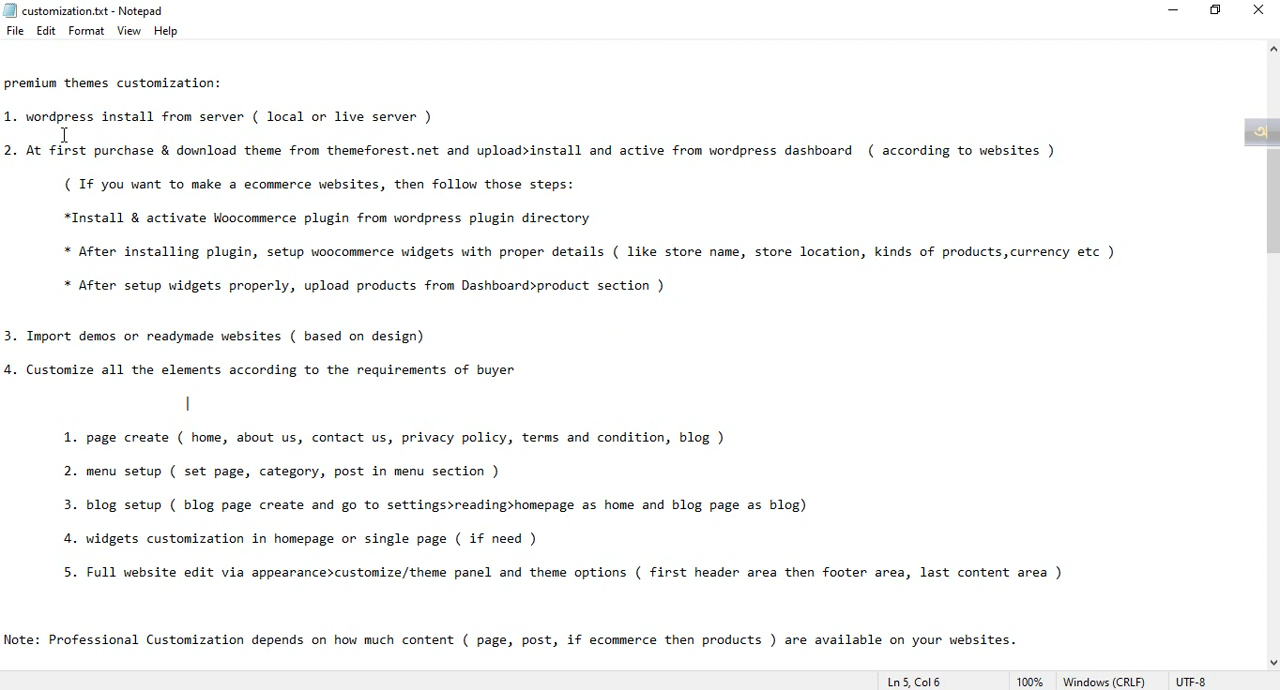 customization.txt - Notepad
File Edit Format View Help
premium themes customization:
1. wordpress install from server ( local or live server )
2. At first purchase & download theme from themeforest.net and upload>install and active from wordpress dashboard  ( according to websites )
( If you want to make a ecommerce websites, then follow those steps:
*Install & activate Woocommerce plugin from wordpress plugin directory
* After installing plugin, setup woocommerce widgets with proper details ( like store name, store location, kinds of products,currency etc )
* After setup widgets properly, upload products from Dashboard>product section )
3. Import demos or readymade websites ( based on design)
4. Customize all the elements according to the requirements of buyer
1. page create ( home, about us, contact us, privacy policy, terms and condition, blog )
2. menu setup ( set page, category, post in menu section )
3. blog setup ( blog page create and go to settings>reading>homepage as home and blog page as blog)
4. widgets customization in homepage or single page ( if need )
5. Full website edit via appearance>customize/theme panel and theme options ( first header area then footer area, last content area )
Note: Professional Customization depends on how much content ( page, post, if ecommerce then products ) are available on your websites.
Ln 5, Col 6 100% Windows (CRLF) UTF-8